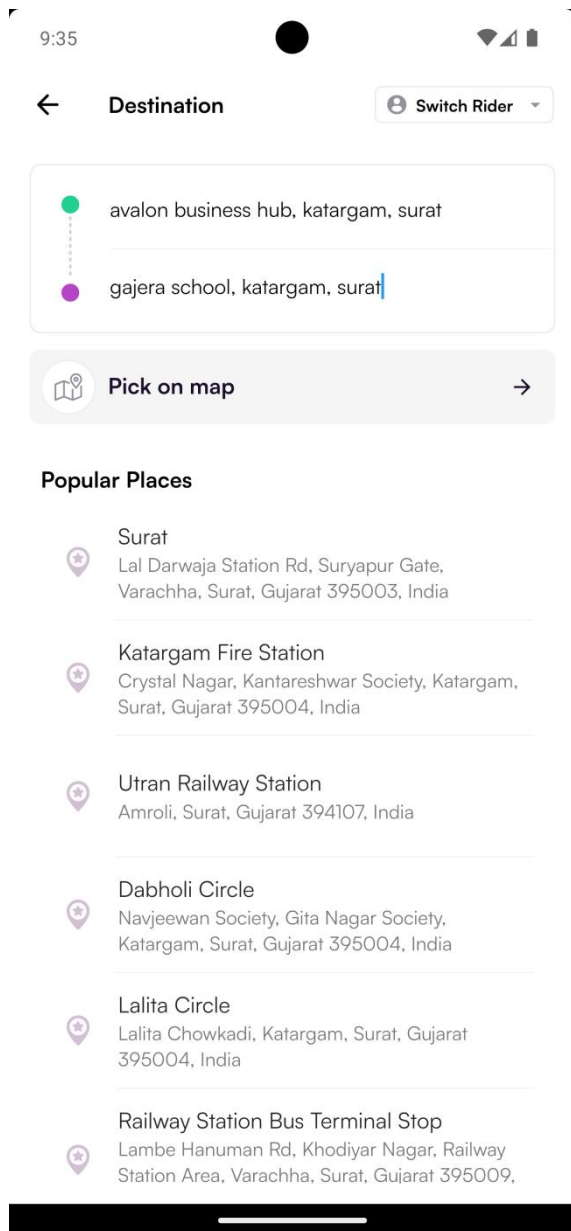 9:35
Destination
Switch Rider
avalon business hub, katargam, surat
gajera school, katargam, surat
Pick on map
Popular Places
Surat
Lal Darwaja Station Rd, Suryapur Gate,
Varachha, Surat, Gujarat 395003, India
Katargam Fire Station
Crystal Nagar, Kantareshwar Society, Katargam,
Surat, Gujarat 395004, India
Utran Railway Station
Amroli, Surat, Gujarat 394107, India
Dabholi Circle
Navjeewan Society, Gita Nagar Society,
Katargam, Surat, Gujarat 395004, India
Lalita Circle
Lalita Chowkadi, Katargam, Surat, Gujarat
395004, India
Railway Station Bus Terminal Stop
Lambe Hanuman Rd, Khodiyar Nagar, Railway
Station Area, Varachha, Surat, Gujarat 395009,